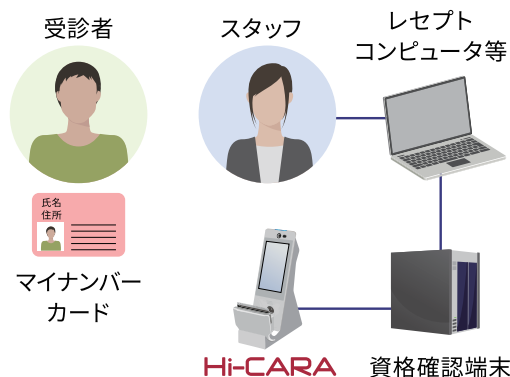 受診者
スタッフ
レセプト
コンピュータ等
氏名
住所
マイナンバー
カード
Hi-CARA
資格確認端末